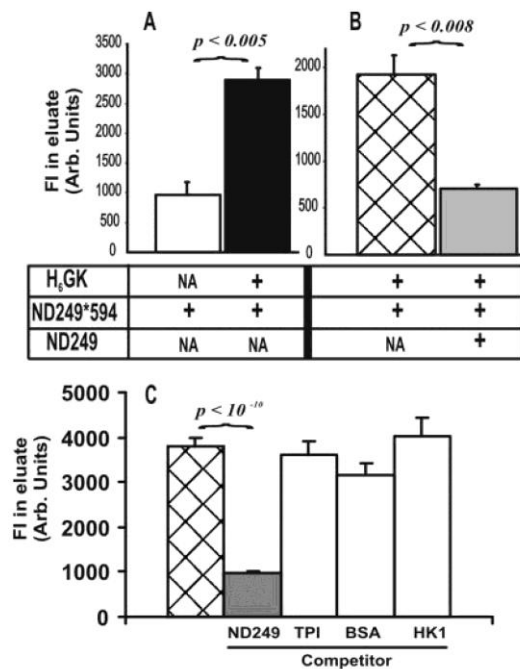 A
B
p < 0.005
p < 0.008
FI in eluate
(Arb. Units)
3500
3000
2500
2000
1500
1000
500
0
2000
1500
1000
500
0
H₆GK NA + + +
ND249*594 + + + +
ND249 NA NA NA +
C
p < 10⁻¹⁰
FI in eluate
(Arb. Units)
5000
4000
3000
2000
1000
0
ND249 TPI BSA HK1
Competitor